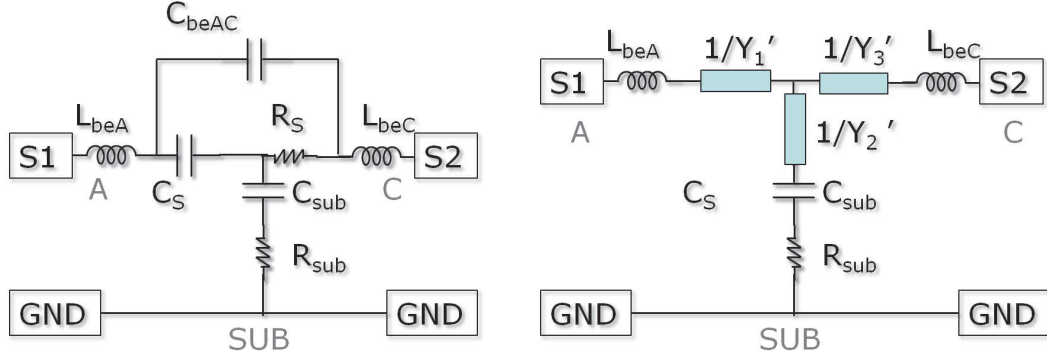 C_beAC
L_beA
R_S
L_beC
S1
S2
A
C_S
C_sub
C
R_sub
GND
GND
SUB
L_beA
1/Y_1'
1/Y_3'
L_beC
S1
S2
A
1/Y_2'
C
C_S
C_sub
R_sub
GND
GND
SUB